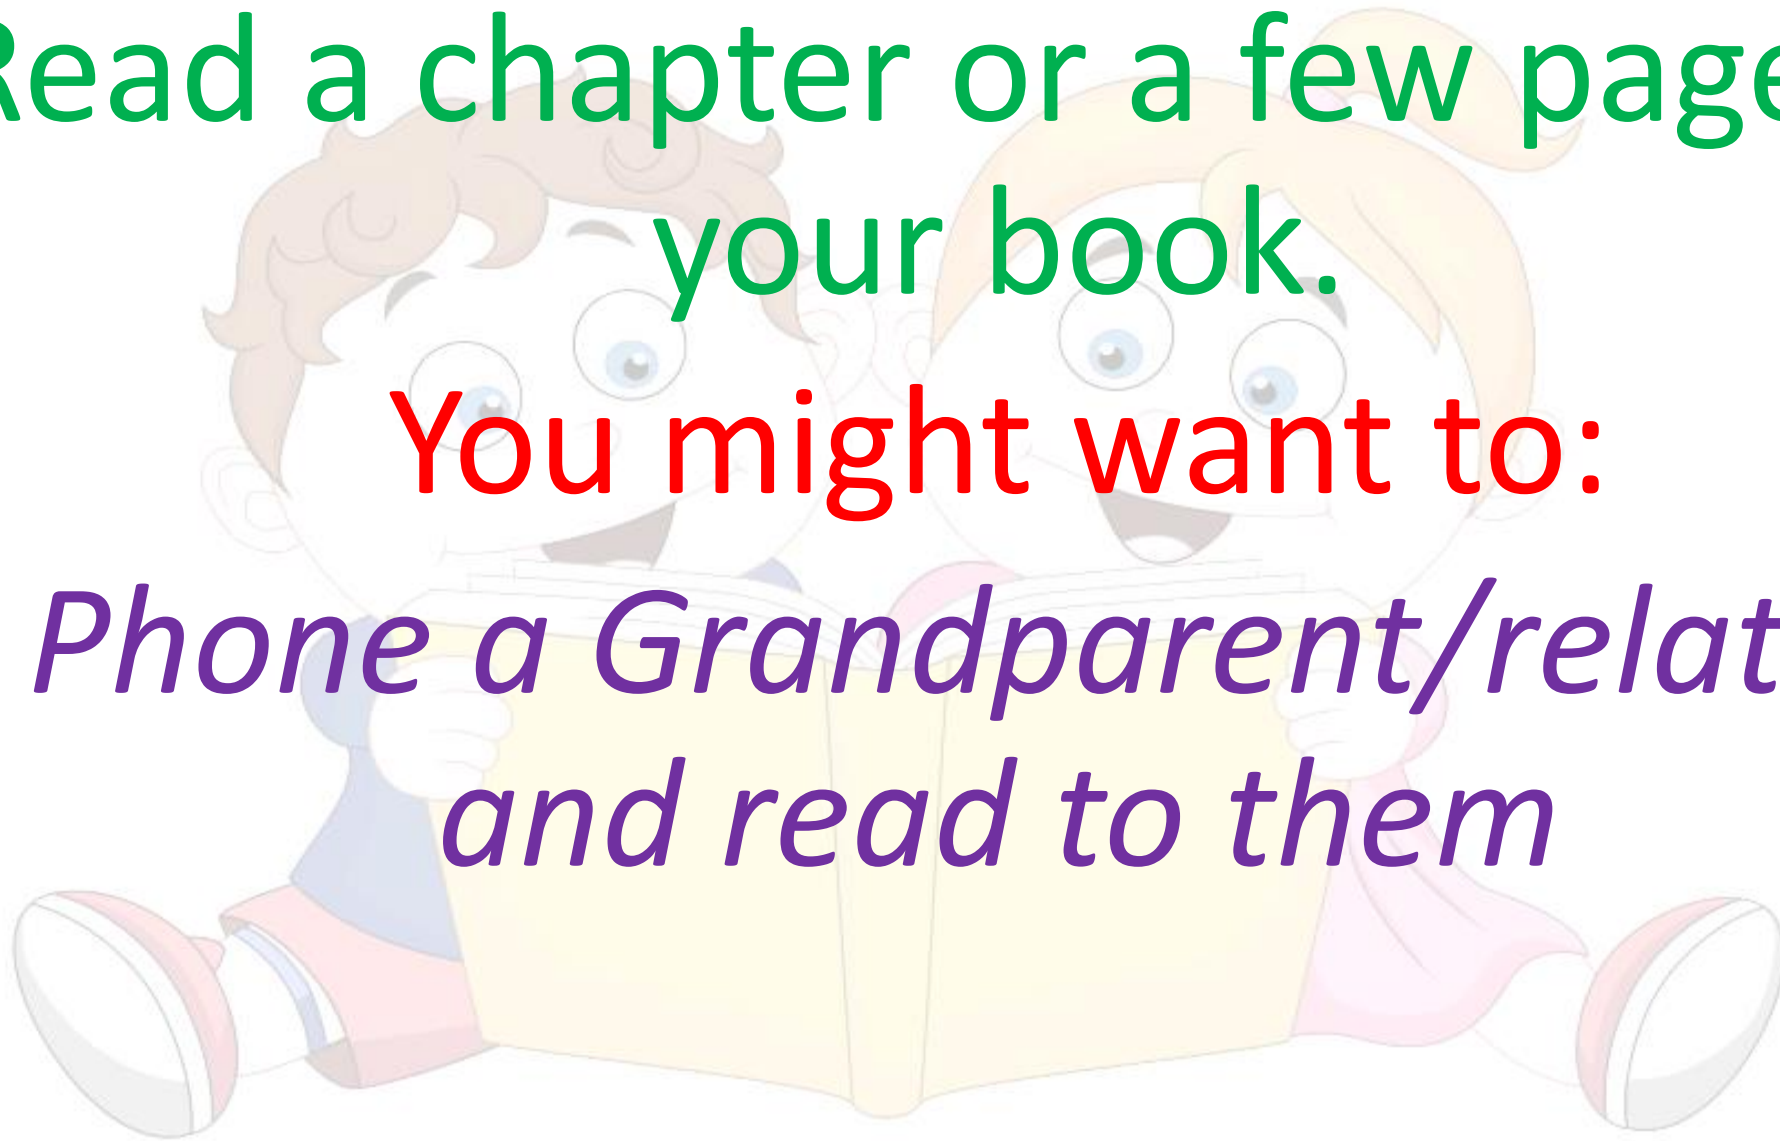 Read a chapter or a few page
your book.
You might want to:
Phone a Grandparent/relat
and read to them